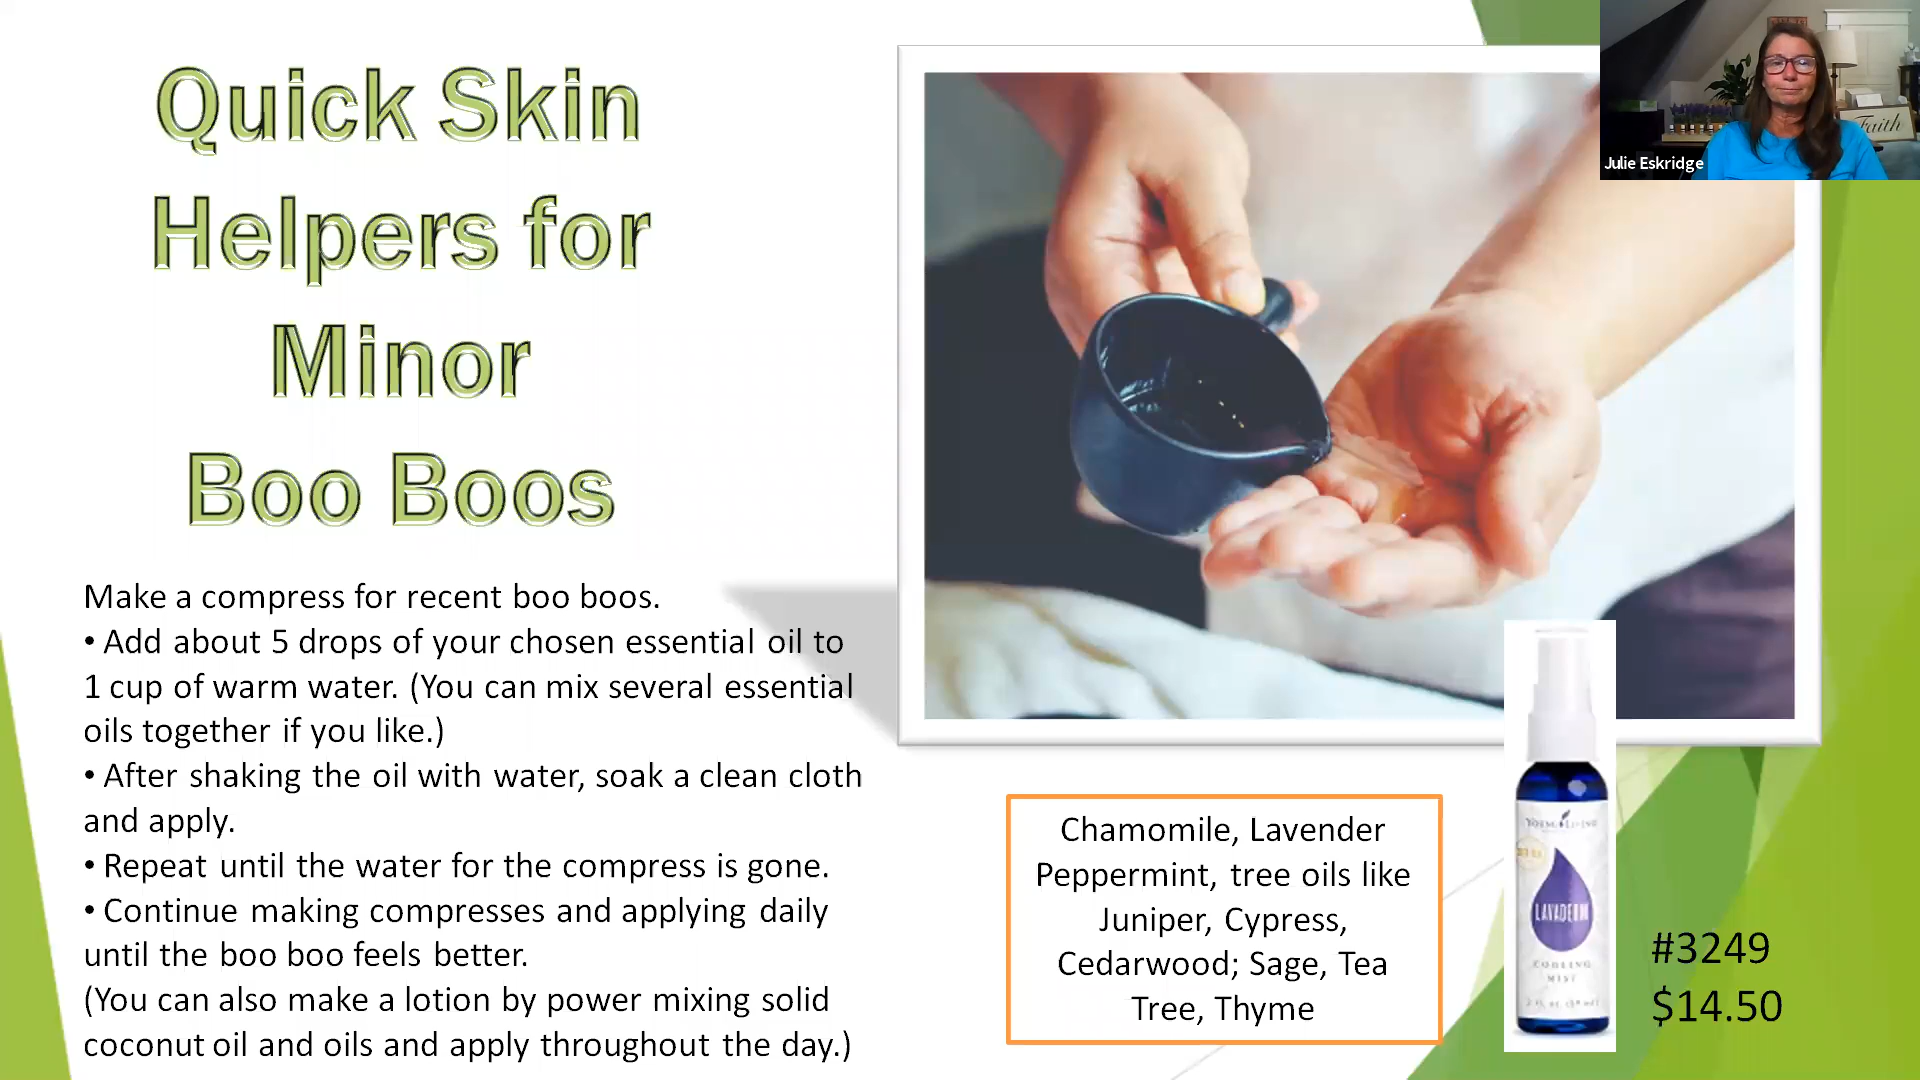 Quick Skin
Helpers for
Minor
Boo Boos
Make a compress for recent boo boos.
• Add about 5 drops of your chosen essential oil to
1 cup of warm water. (You can mix several essential
oils together if you like.)
• After shaking the oil with water, soak a clean cloth
and apply.
• Repeat until the water for the compress is gone.
• Continue making compresses and applying daily
until the boo boo feels better.
(You can also make a lotion by power mixing solid
coconut oil and oils and apply throughout the day.)
Faith
Julie Eskridge
Chamomile, Lavender
Peppermint, tree oils like
Juniper, Cypress,
Cedarwood; Sage, Tea
Tree, Thyme
YOUNG LIVING
LAVADERM
COOLING
MIST
#3249
$14.50